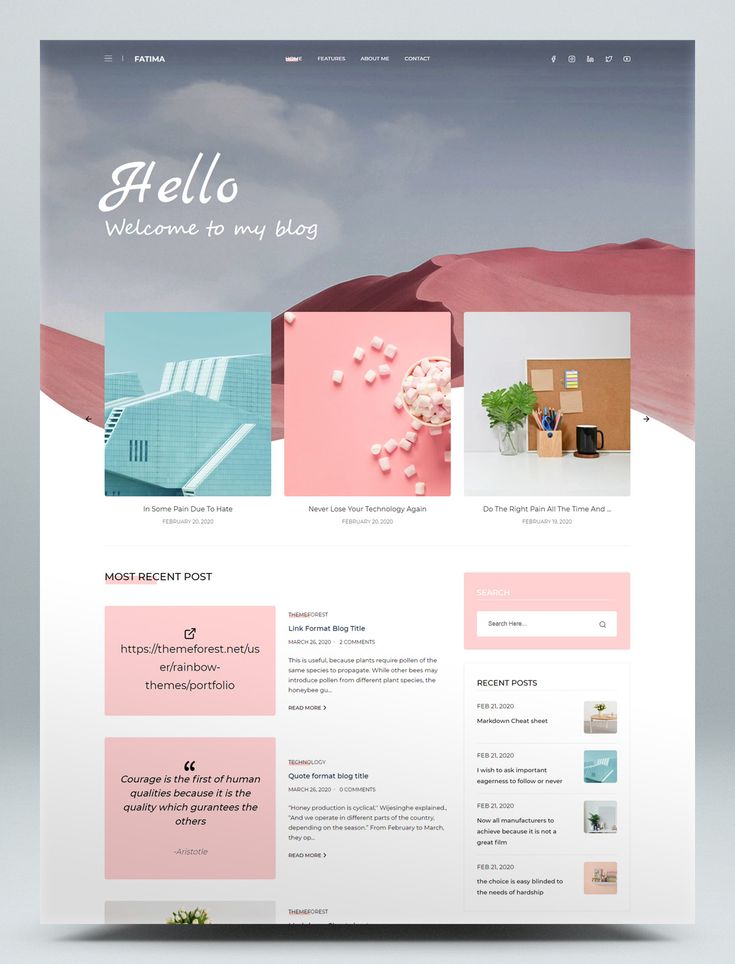 FATIMA
HOME FEATURES ABOUT ME CONTACT
Hello
Welcome to my blog
In Some Pain Due To Hate
FEBRUARY 20, 2020
Never Lose Your Technology Again
FEBRUARY 20, 2020
Do The Right Pain All The Time And ...
FEBRUARY 19, 2020
MOST RECENT POST
https://themeforest.net/us
er/rainbow-
themes/portfolio
THEMEFOREST
Link Format Blog Title
MARCH 26, 2020 · 2 COMMENTS
This is useful, because plants require pollen of the
same species to propagate. While other bees may
introduce pollen from different plant species, the
honeybee gu...
READ MORE
“
Courage is the first of human
qualities because it is the
quality which gurantees the
others
-Aristotle
TECHNOLOGY
Quote format blog title
MARCH 26, 2020 · 0 COMMENTS
"Honey production is cyclical," Wijesinghe explained.,
"And we operate in different parts of the country,
depending on the season." From February to March,
they op...
READ MORE
THEMEFOREST
SEARCH
Search Here...
RECENT POSTS
FEB 21, 2020
Markdown Cheat sheet
FEB 21, 2020
I wish to ask important
eagerness to follow or never
FEB 21, 2020
Now all manufacturers to
achieve because it is not a
great film
FEB 21, 2020
the choice is easy blinded to
the needs of hardship